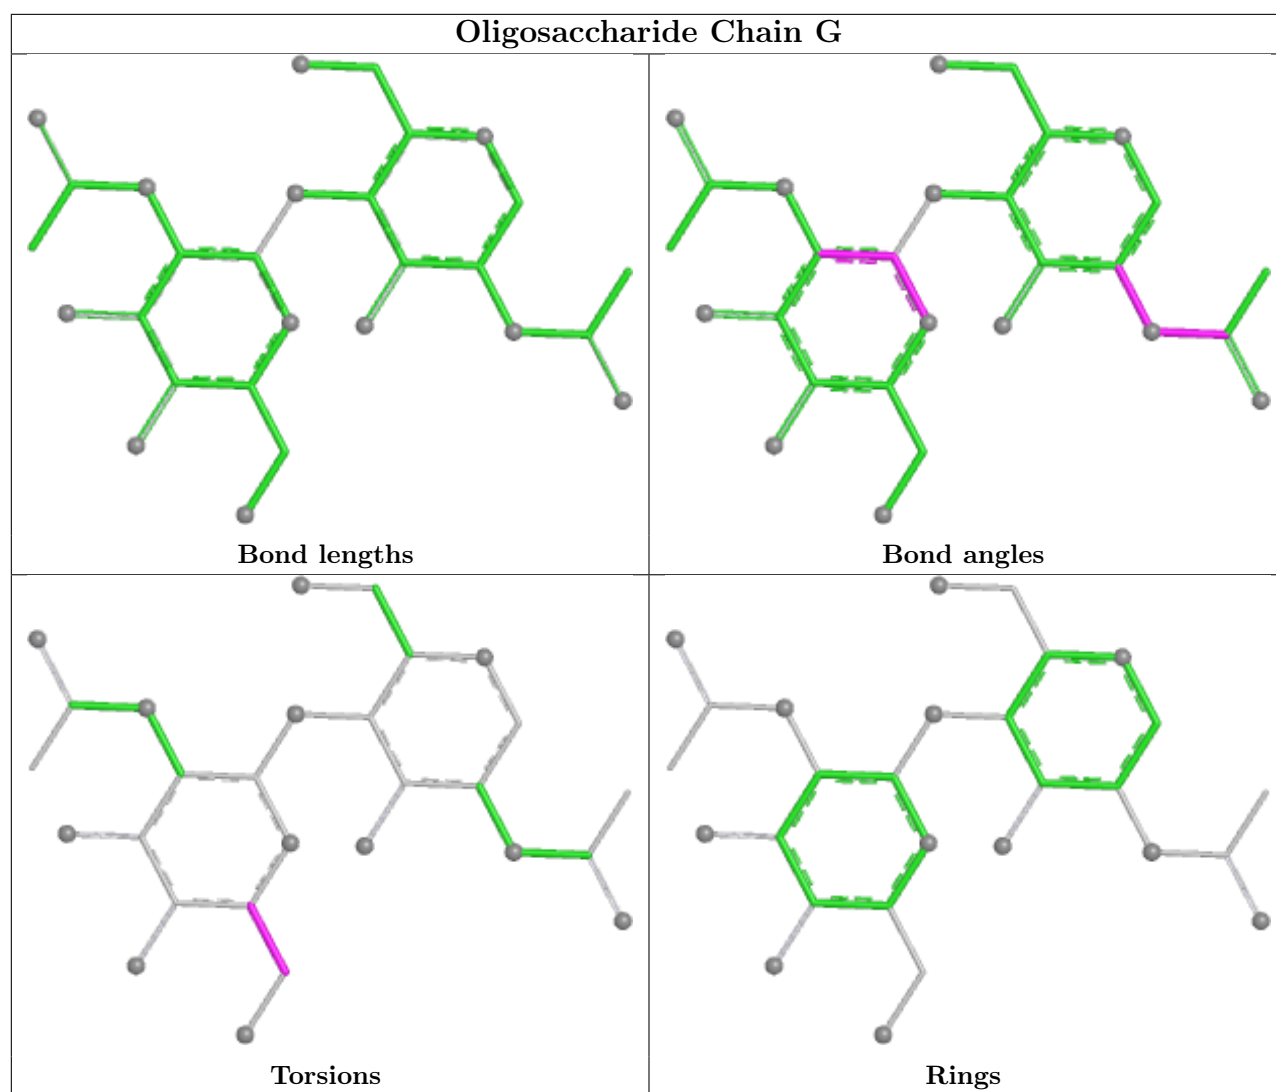 Oligosaccharide Chain G
Bond lengths
Bond angles
Torsions
Rings